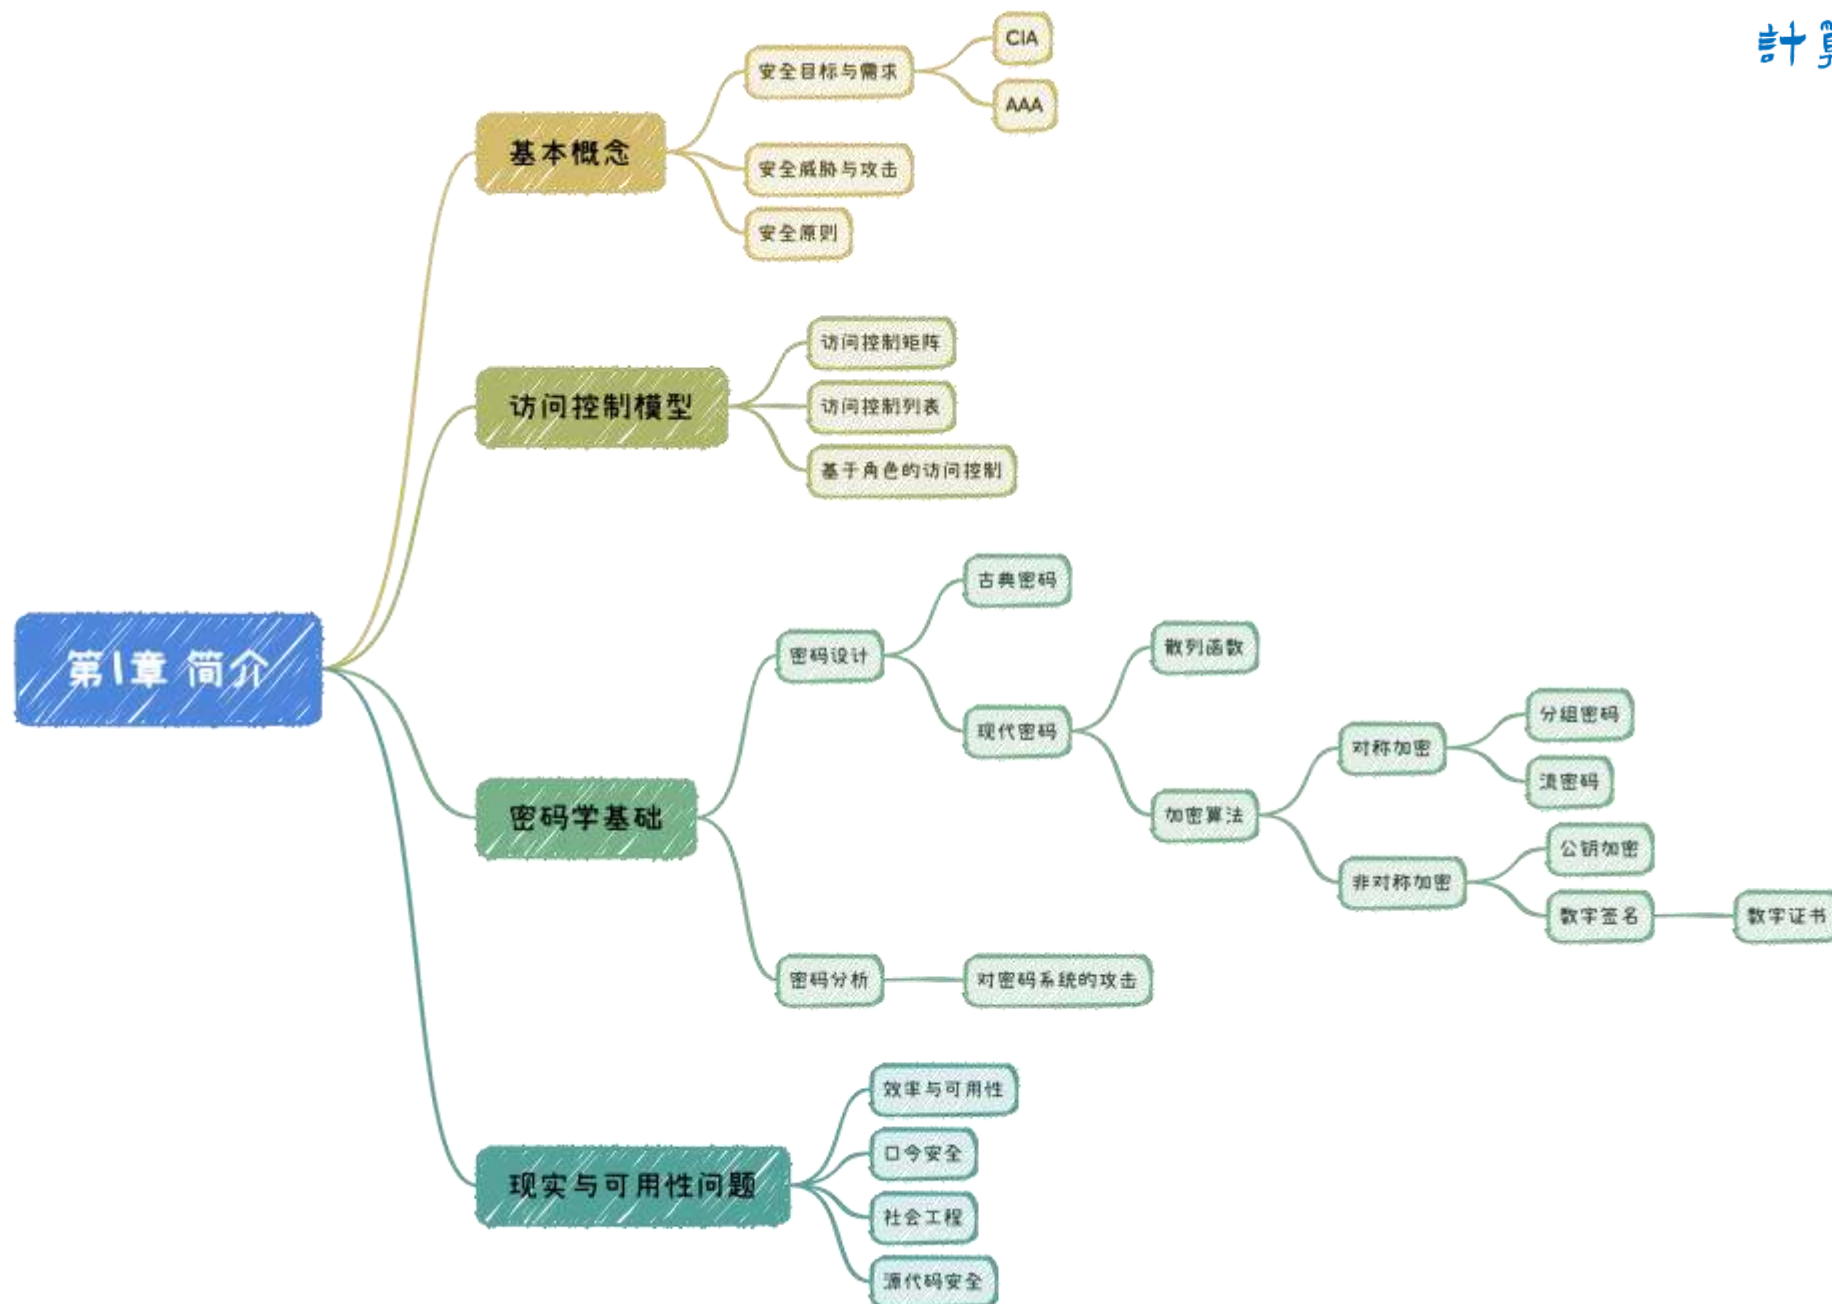 計
CIA
安全目标与需求
AAA
基本概念
安全威胁与攻击
安全原则
访问控制矩阵
访问控制模型
访问控制列表
基于角色的访问控制
第1章 简介
古典密码
密码设计
散列函数
现代密码
分组密码
对称加密
流密码
加密算法
公钥加密
非对称加密
数字签名
数字证书
密码学基础
密码分析
对密码系统的攻击
效率与可用性
口令安全
现实与可用性问题
社会工程
源代码安全